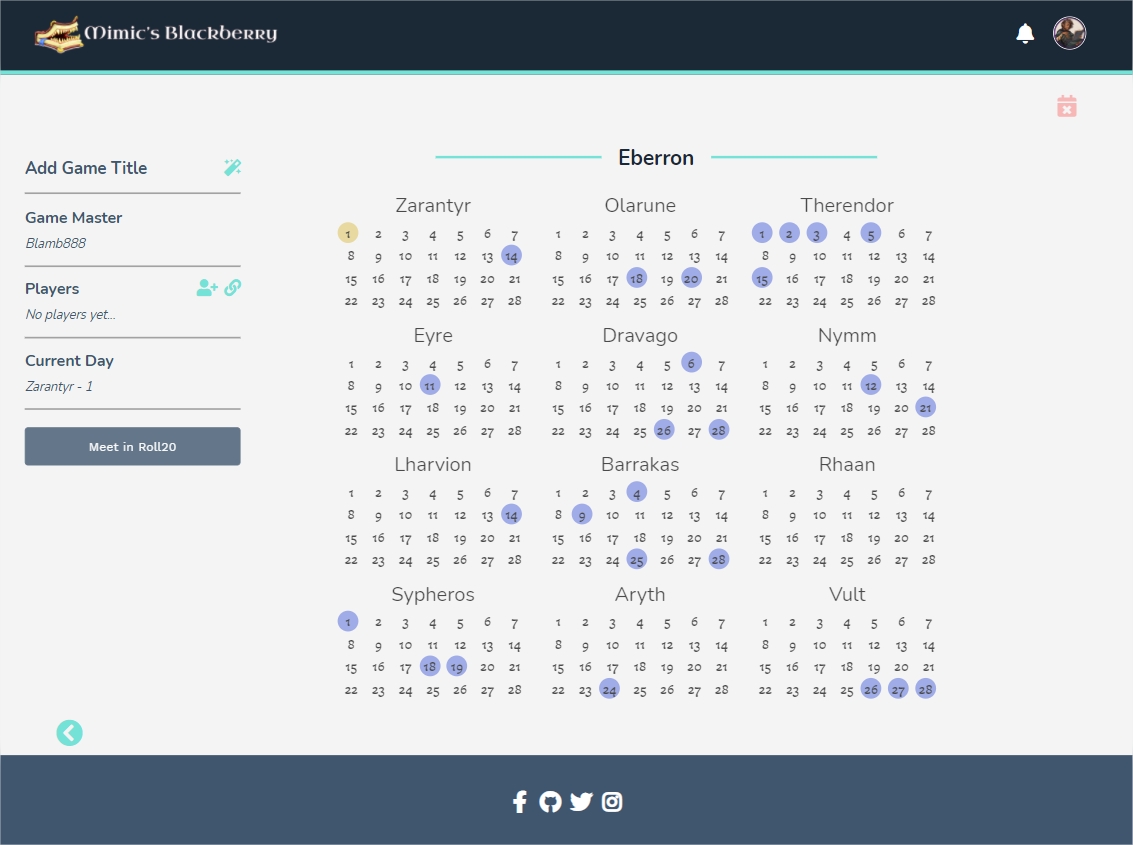 Mimic's Blackberry
Add Game Title
Game Master
Blamb888
Players
No players yet...
Current Day
Zarantyr - 1
Meet in Roll20
Eberron
Zarantyr
1 2 3 4 5 6 7
8 9 10 11 12 13 14
15 16 17 18 19 20 21
22 23 24 25 26 27 28
Olarune
1 2 3 4 5 6 7
8 9 10 11 12 13 14
15 16 17 18 19 20 21
22 23 24 25 26 27 28
Therendor
1 2 3 4 5 6 7
8 9 10 11 12 13 14
15 16 17 18 19 20 21
22 23 24 25 26 27 28
Eyre
1 2 3 4 5 6 7
8 9 10 11 12 13 14
15 16 17 18 19 20 21
22 23 24 25 26 27 28
Dravago
1 2 3 4 5 6 7
8 9 10 11 12 13 14
15 16 17 18 19 20 21
22 23 24 25 26 27 28
Nymm
1 2 3 4 5 6 7
8 9 10 11 12 13 14
15 16 17 18 19 20 21
22 23 24 25 26 27 28
Lharvion
1 2 3 4 5 6 7
8 9 10 11 12 13 14
15 16 17 18 19 20 21
22 23 24 25 26 27 28
Barrakas
1 2 3 4 5 6 7
8 9 10 11 12 13 14
15 16 17 18 19 20 21
22 23 24 25 26 27 28
Rhaan
1 2 3 4 5 6 7
8 9 10 11 12 13 14
15 16 17 18 19 20 21
22 23 24 25 26 27 28
Sypheros
1 2 3 4 5 6 7
8 9 10 11 12 13 14
15 16 17 18 19 20 21
22 23 24 25 26 27 28
Aryth
1 2 3 4 5 6 7
8 9 10 11 12 13 14
15 16 17 18 19 20 21
22 23 24 25 26 27 28
Vult
1 2 3 4 5 6 7
8 9 10 11 12 13 14
15 16 17 18 19 20 21
22 23 24 25 26 27 28